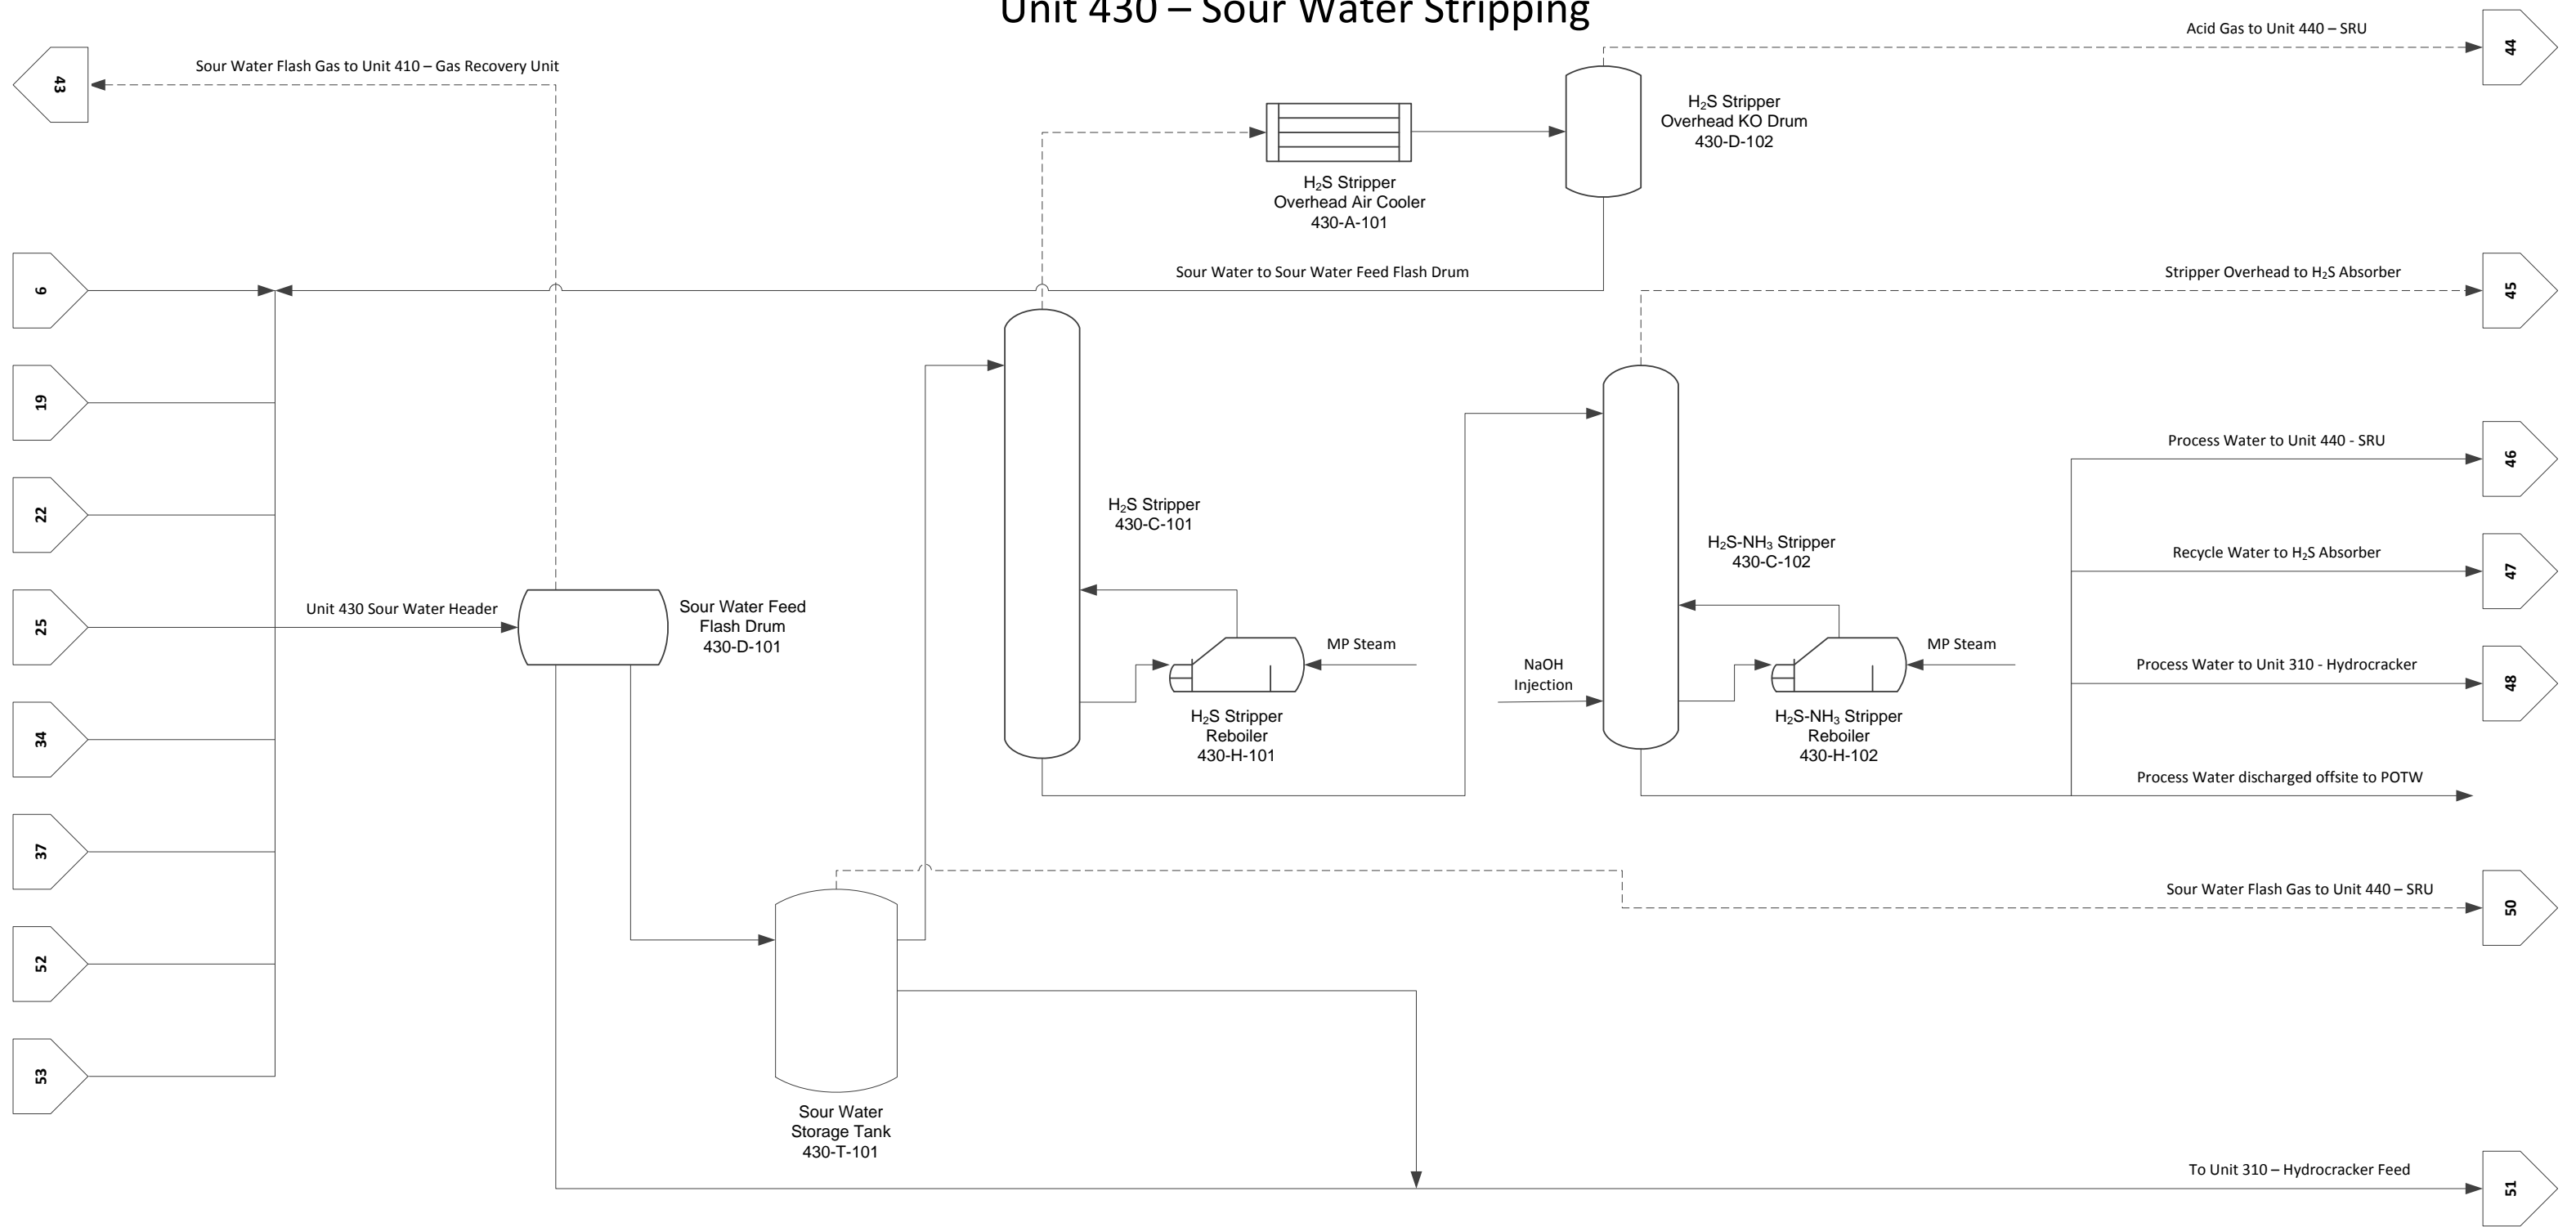 Unit 430 – Sour Water Stripping
Acid Gas to Unit 440 – SRU
44
43
Sour Water Flash Gas to Unit 410 – Gas Recovery Unit
H₂S Stripper
Overhead KO Drum
430-D-102
H₂S Stripper
Overhead Air Cooler
430-A-101
6
Sour Water to Sour Water Feed Flash Drum
Stripper Overhead to H₂S Absorber
45
19
Process Water to Unit 440 - SRU
46
22
H₂S Stripper
430-C-101
H₂S-NH₃ Stripper
430-C-102
Recycle Water to H₂S Absorber
47
25
Unit 430 Sour Water Header
Sour Water Feed
Flash Drum
430-D-101
MP Steam
NaOH
Injection
MP Steam
Process Water to Unit 310 - Hydrocracker
48
34
H₂S Stripper
Reboiler
430-H-101
H₂S-NH₃ Stripper
Reboiler
430-H-102
Process Water discharged offsite to POTW
37
Sour Water Flash Gas to Unit 440 – SRU
50
52
53
Sour Water
Storage Tank
430-T-101
To Unit 310 – Hydrocracker Feed
51